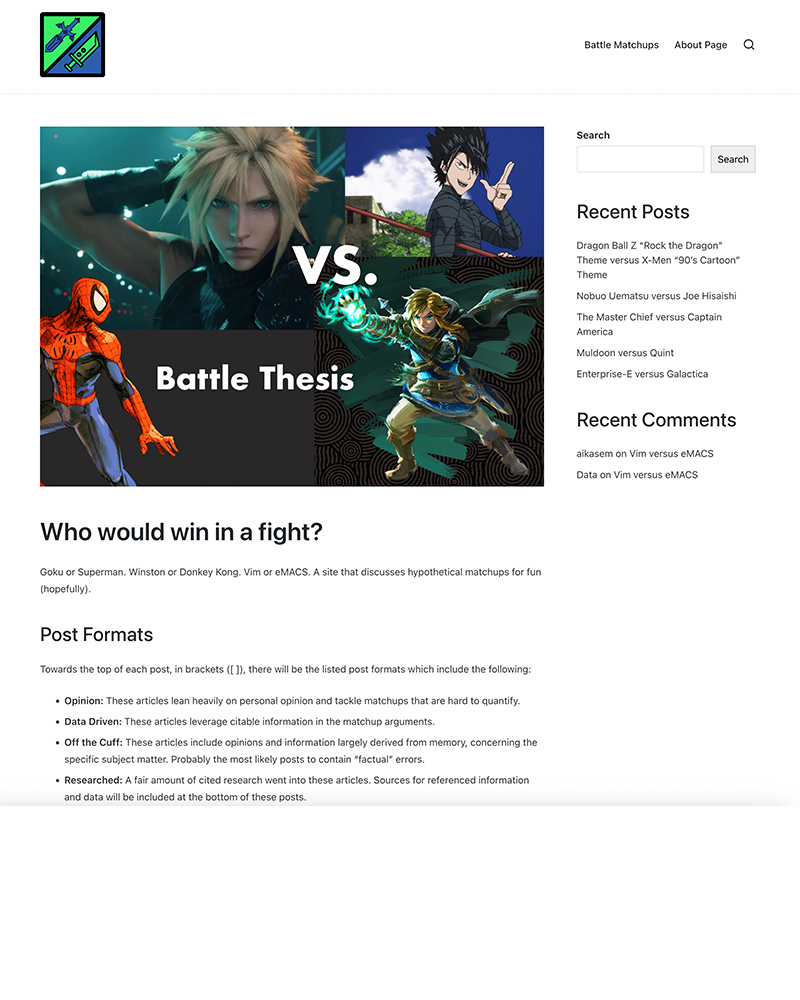 Battle Matchups About Page
VS.
Battle Thesis
Who would win in a fight?
Goku or Superman. Winston or Donkey Kong. Vim or eMACS. A site that discusses hypothetical matchups for fun
(hopefully).
Post Formats
Towards the top of each post, in brackets ([ ]), there will be the listed post formats which include the following:
• Opinion: These articles lean heavily on personal opinion and tackle matchups that are hard to quantify.
• Data Driven: These articles leverage citable information in the matchup arguments.
• Off the Cuff: These articles include opinions and information largely derived from memory, concerning the
specific subject matter. Probably the most likely posts to contain “factual” errors.
• Researched: A fair amount of cited research went into these articles. Sources for referenced information
and data will be included at the bottom of these posts.
Search
Search
Recent Posts
Dragon Ball Z “Rock the Dragon”
Theme versus X-Men “90’s Cartoon”
Theme
Nobuo Uematsu versus Joe Hisaishi
The Master Chief versus Captain
America
Muldoon versus Quint
Enterprise-E versus Galactica
Recent Comments
aikasem on Vim versus eMACS
Data on Vim versus eMACS